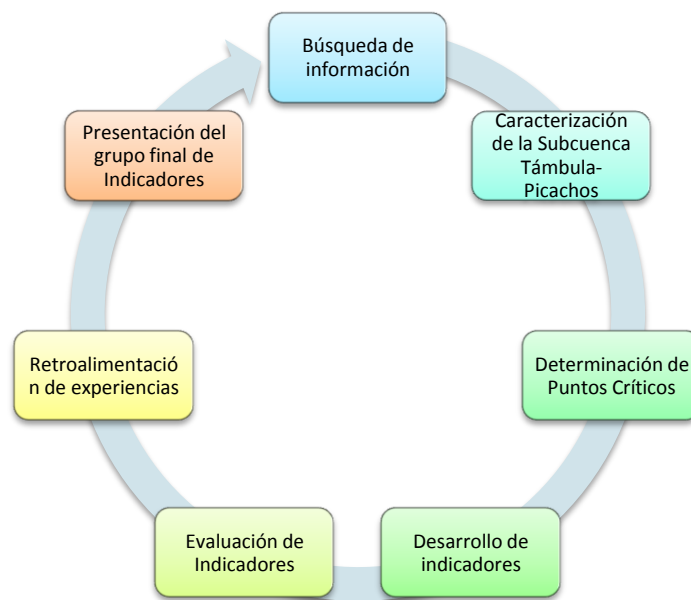 Búsqueda de
información
Caracterización
de la Subcuenca
Támbula-
Picachos
Determinación de
Puntos Críticos
Desarrollo de
indicadores
Evaluación de
Indicadores
Retroalimentació
n de experiencias
Presentación del
grupo final de
Indicadores